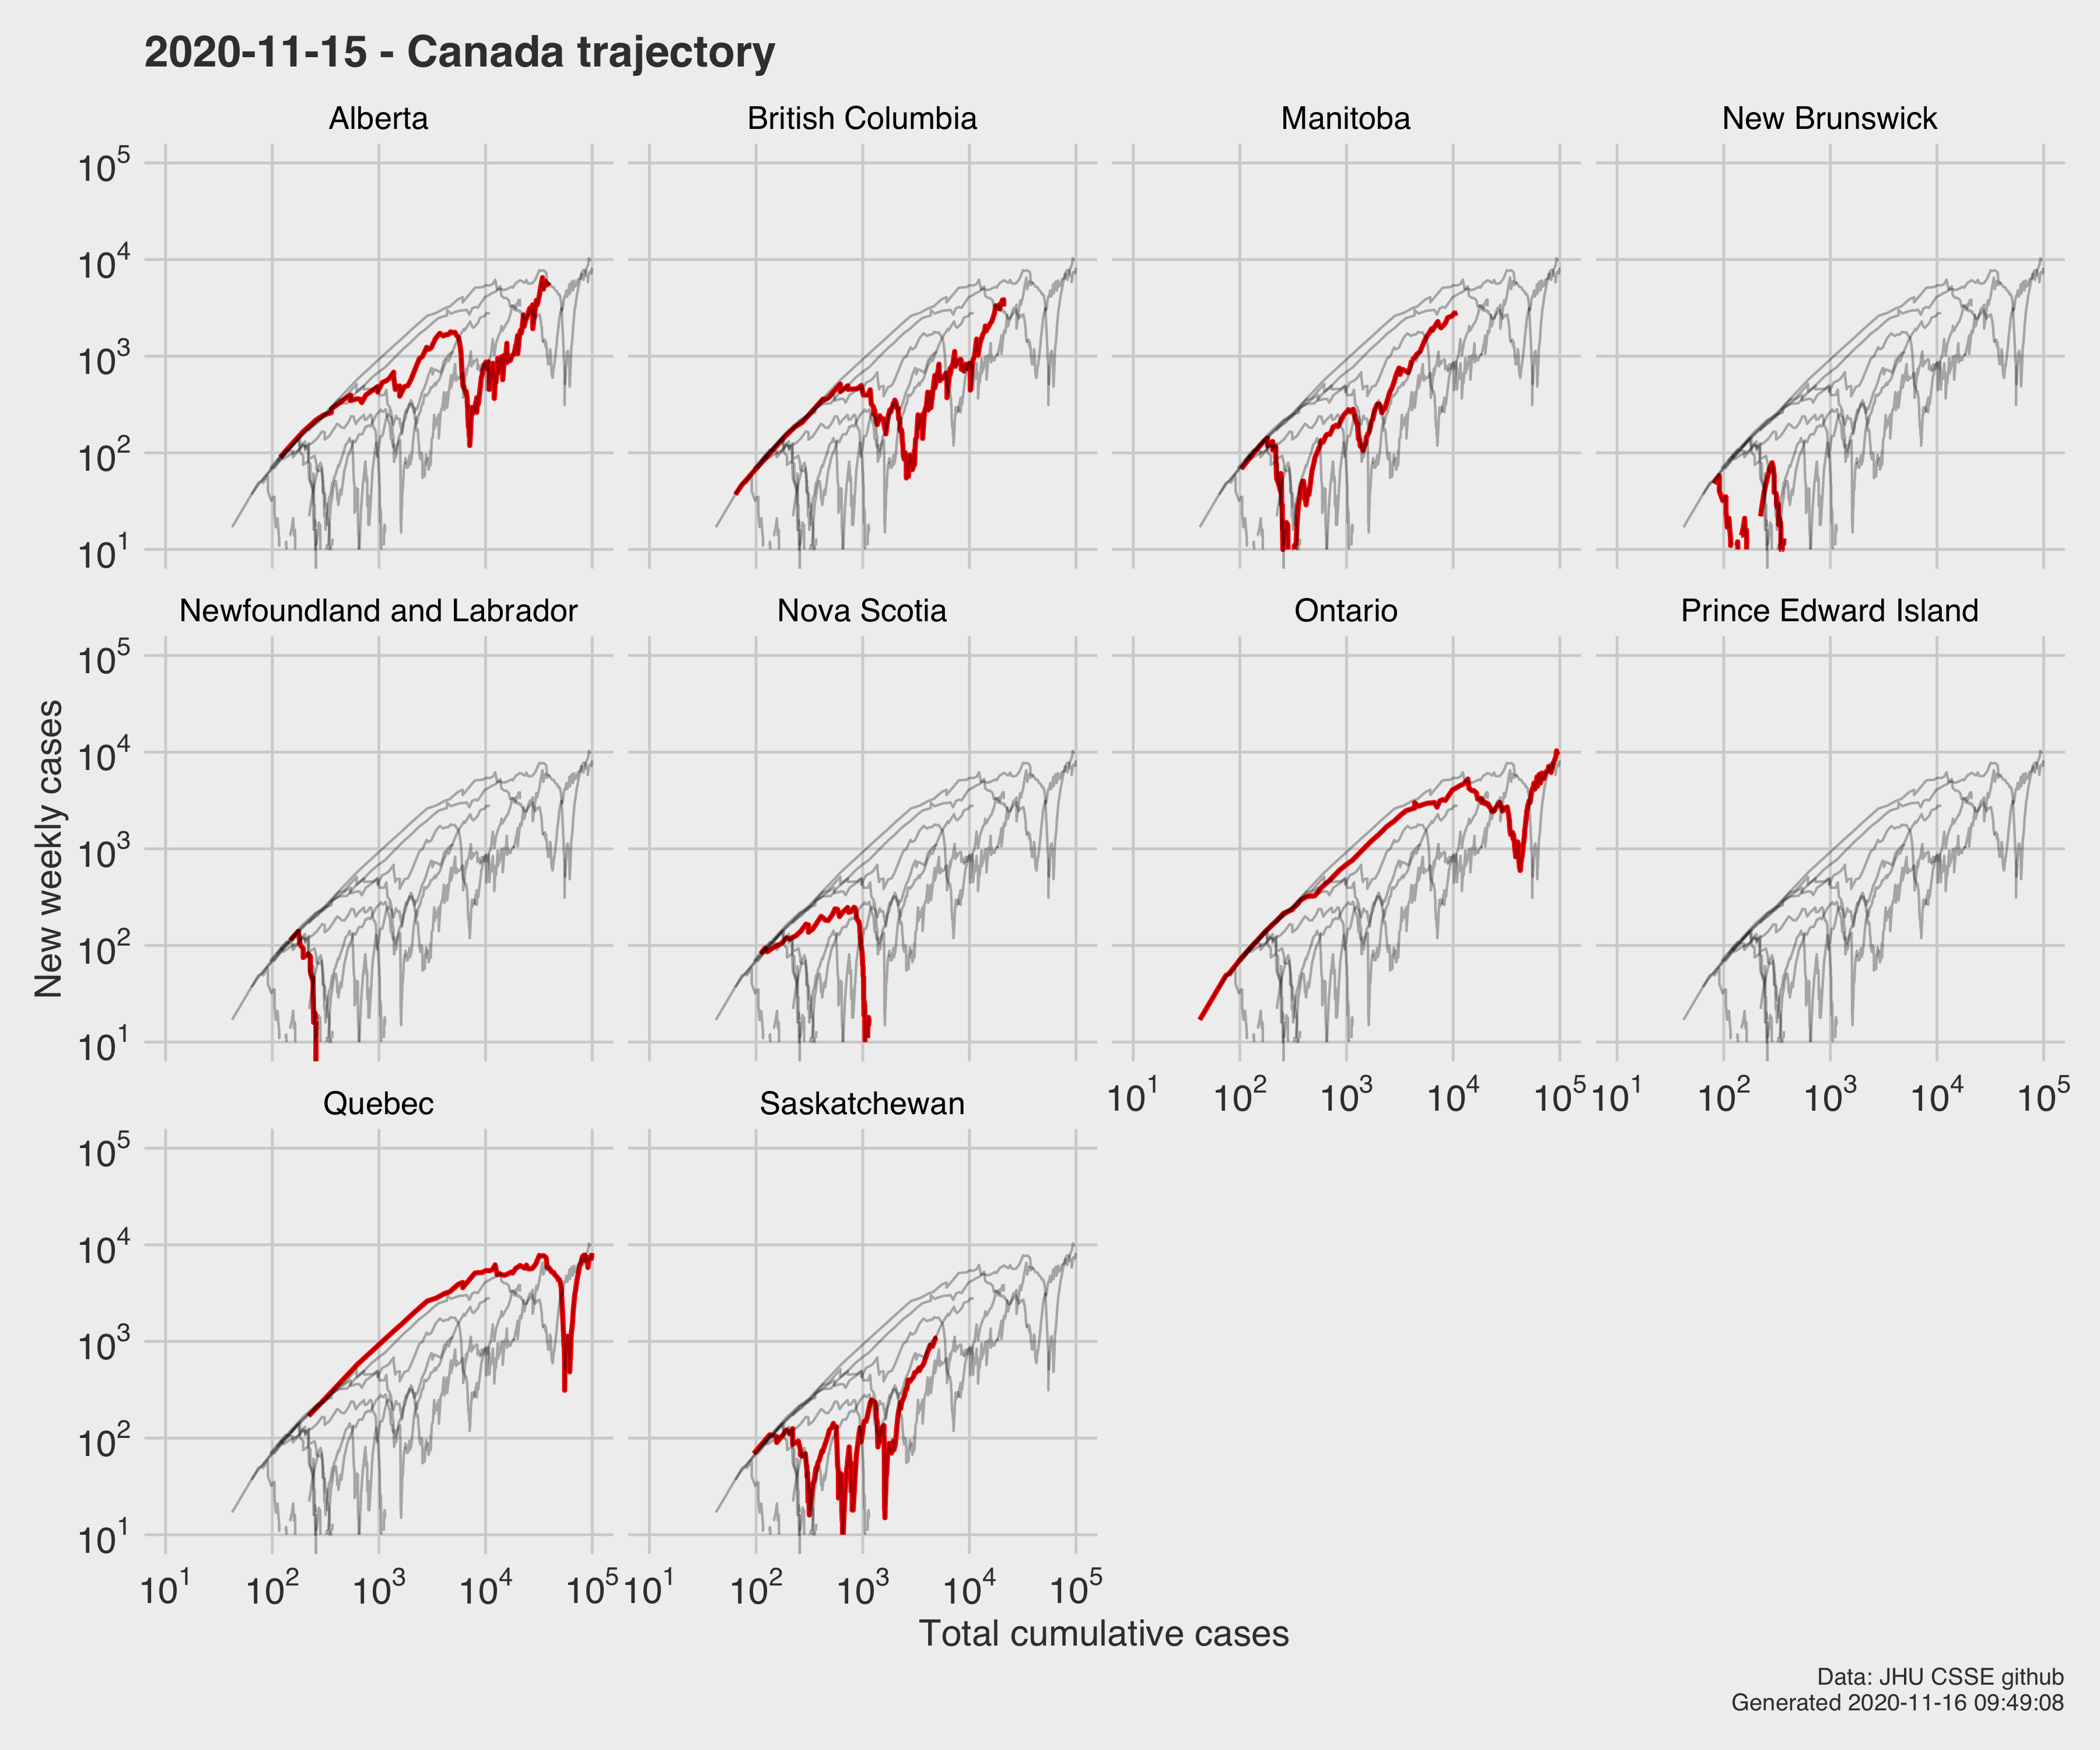 2020-11-15 - Canada trajectory
Alberta British Columbia Manitoba New Brunswick
10^5
10^4
10^3
10^2
10^1
Newfoundland and Labrador Nova Scotia Ontario Prince Edward Island
10^5
10^4
10^3
10^2
10^1
10^1 10^2 10^3 10^4 10^5 10^1 10^2 10^3 10^4 10^5
New weekly cases
Quebec Saskatchewan
10^5
10^4
10^3
10^2
10^1
10^1 10^2 10^3 10^4 10^5 10^1 10^2 10^3 10^4 10^5
Total cumulative cases
Data: JHU CSSE github
Generated 2020-11-16 09:49:08